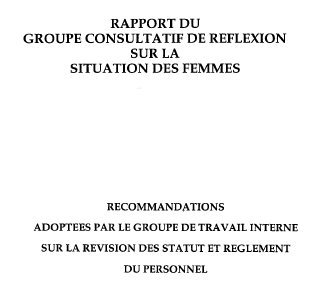 RAPPORT DU
GROUPE CONSULTATIF DE REFLEXION
SUR LA
SITUATION DES FEMMES
RECOMMANDATIONS
ADOPTEES PAR LE GROUPE DE TRAVAIL INTERNE
SUR LA REVISION DES STATUT ET REGLEMENT
DU PERSONNEL